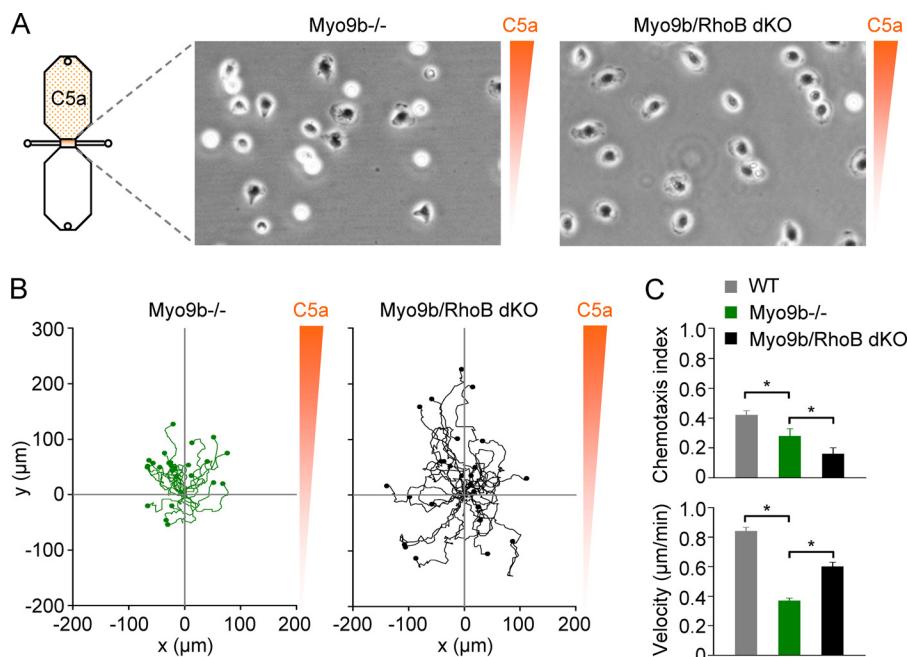 A
Myo9b-/-
Myo9b/RhoB dKO
C5a
C5a
C5a
B
Myo9b-/-
C5a
Myo9b/RhoB dKO
C5a
300
200
100
0
-100
-200
y (µm)
-200 -100 0 100 200
x (µm)
-200 -100 0 100 200
x (µm)
C
WT
Myo9b-/-
Myo9b/RhoB dKO
Chemotaxis index
1.0
0.8
0.6
0.4
0.2
0
*
*
Velocity (µm/min)
1.0
0.8
0.6
0.4
0.2
0
*
*